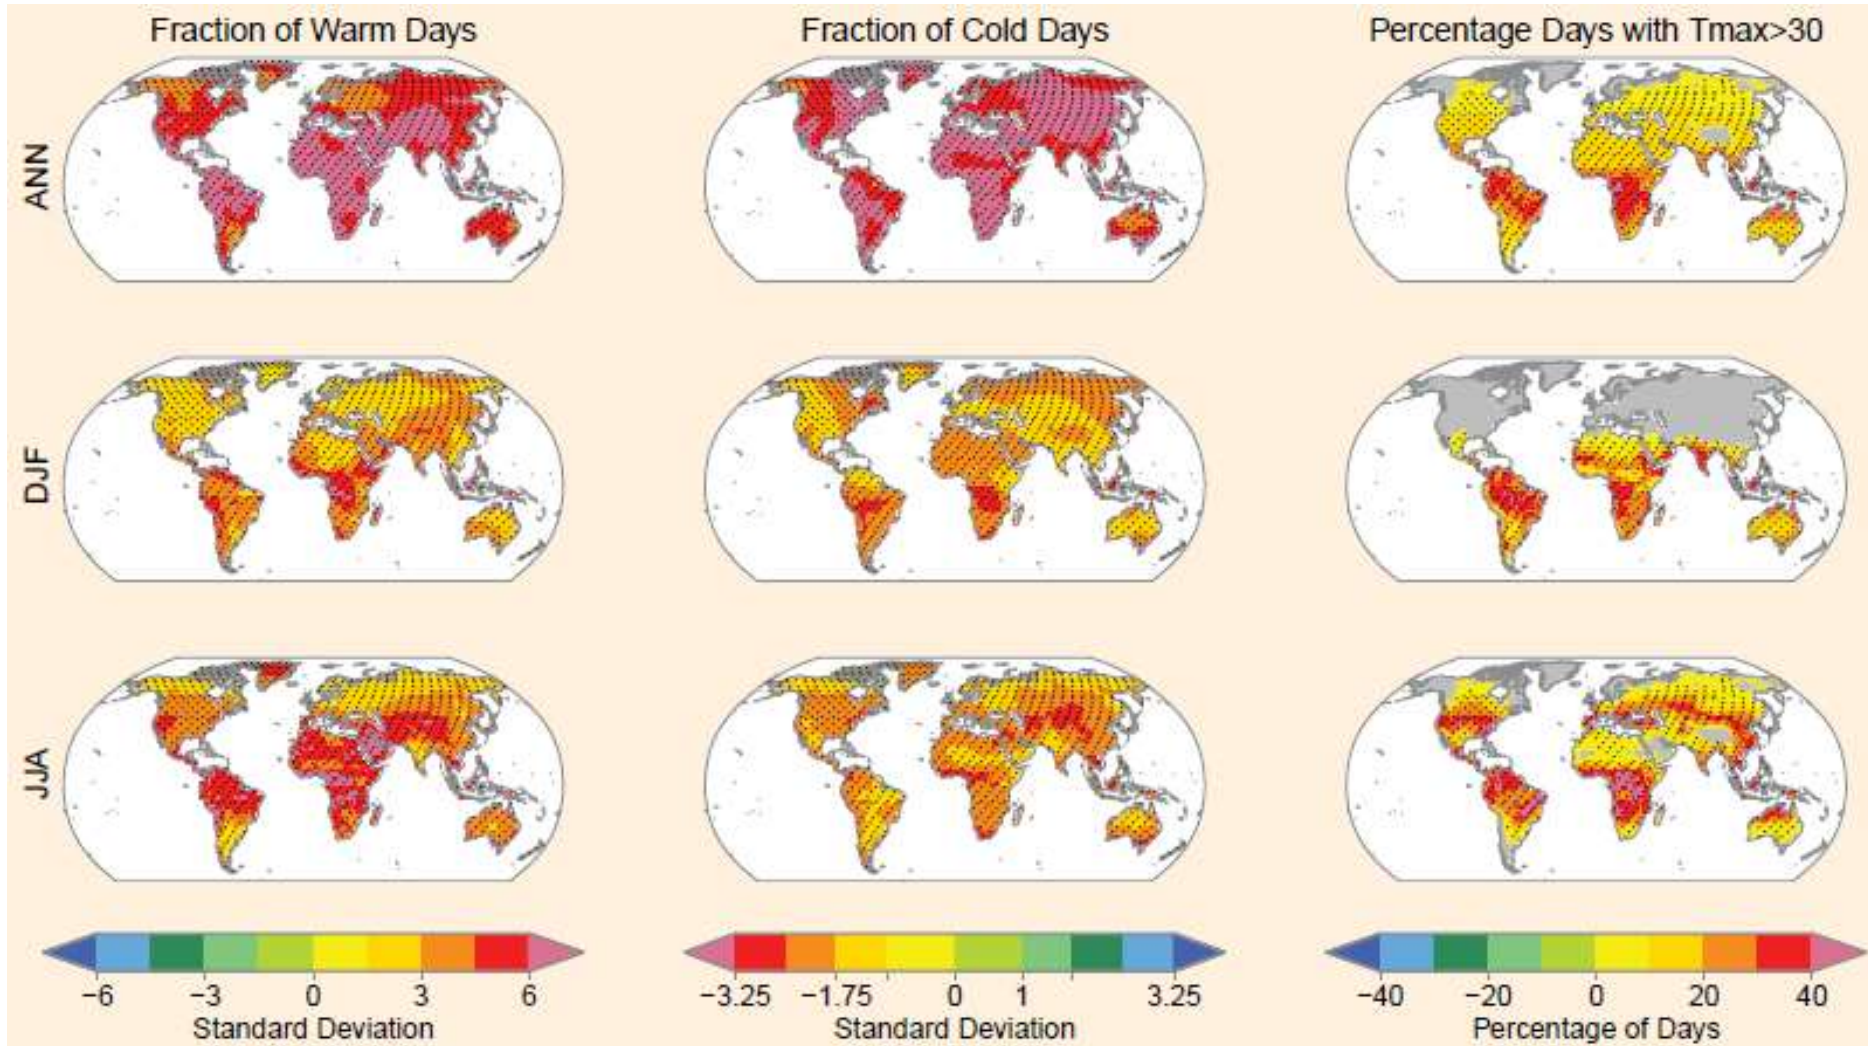 Fraction of Warm Days
Fraction of Cold Days
Percentage Days with Tmax>30
ANN
DJF
JJA
−6 −3 0 3 6
Standard Deviation
−3.25 −1.75 0 1 3.25
Standard Deviation
−40 −20 0 20 40
Percentage of Days